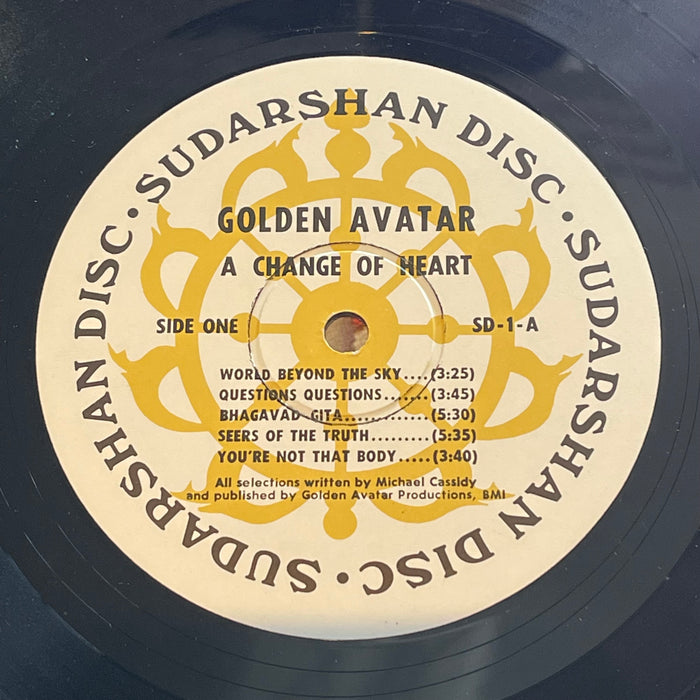 SUDARSHAN DISC · SUDARSHAN DISC · SUDARSHAN DISC ·
GOLDEN AVATAR
A CHANGE OF HEART
SIDE ONE SD-1-A
WORLD BEYOND THE SKY....(3:25)
QUESTIONS QUESTIONS.......(3:45)
BHAGAVAD GITA............(5:30)
SEERS OF THE TRUTH.........(5:35)
YOU'RE NOT THAT BODY.....(3:40)
All selections written by Michael Cassidy
and published by Golden Avatar Productions, BMI